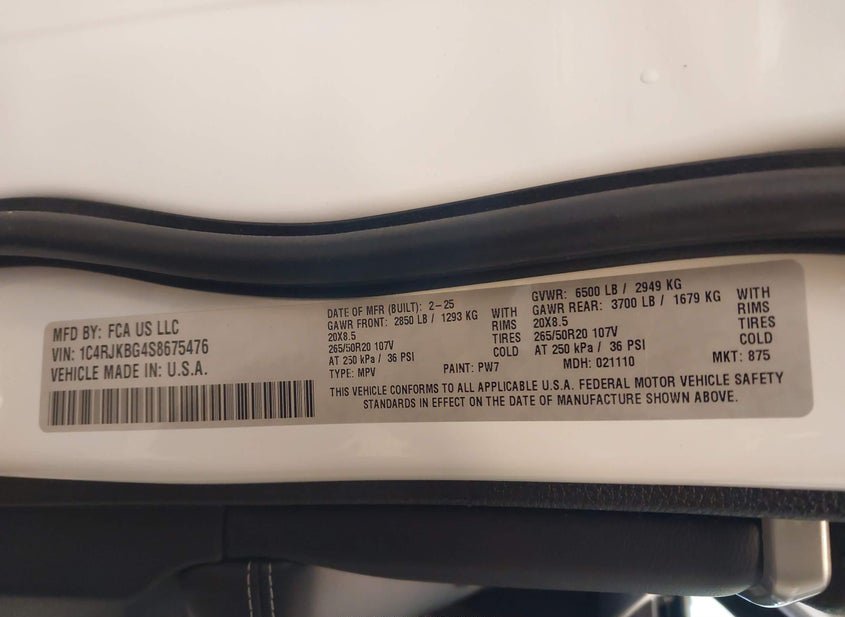 MFD BY: FCA US LLC
VIN: 1C4RJKBG4S8675476
VEHICLE MADE IN: U.S.A.
DATE OF MFR (BUILT): 2-25
GAWR FRONT: 2850 LB / 1293 KG WITH
20X8.5 RIMS
265/50R20 107V TIRES
AT 250 kPa / 36 PSI COLD
TYPE: MPV PAINT: PW7
GVWR: 6500 LB / 2949 KG
GAWR REAR: 3700 LB / 1679 KG WITH
20X8.5 RIMS
265/50R20 107V TIRES
AT 250 kPa / 36 PSI COLD
MDH: 021110 MKT: 875
THIS VEHICLE CONFORMS TO ALL APPLICABLE U.S.A. FEDERAL MOTOR VEHICLE SAFETY
STANDARDS IN EFFECT ON THE DATE OF MANUFACTURE SHOWN ABOVE.